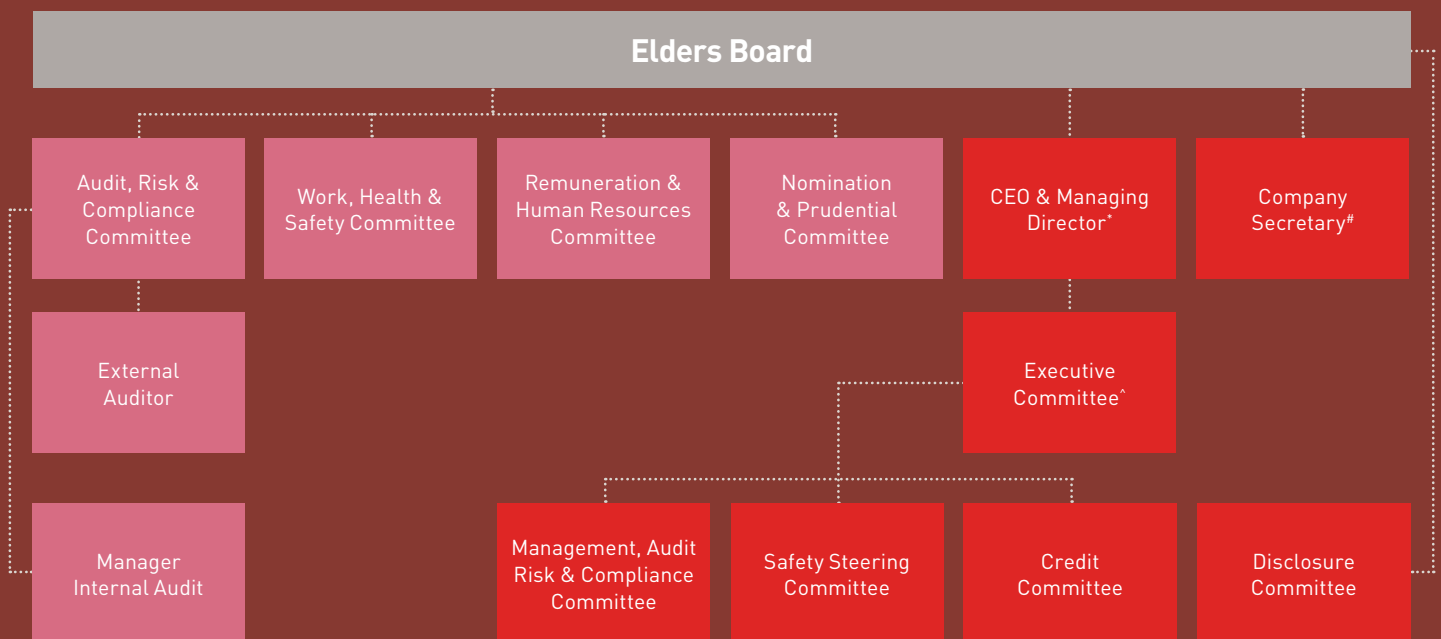 Elders Board
Audit, Risk &
Compliance
Committee
Work, Health &
Safety Committee
Remuneration &
Human Resources
Committee
Nomination
& Prudential
Committee
CEO & Managing
Director*
Company
Secretary#
External
Auditor
Executive
Committee^
Manager
Internal Audit
Management, Audit
Risk & Compliance
Committee
Safety Steering
Committee
Credit
Committee
Disclosure
Committee